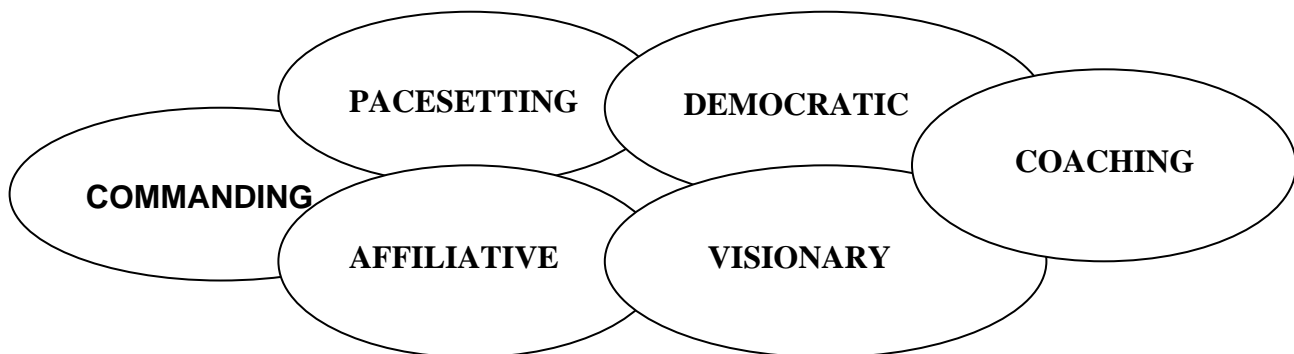 PACESETTING
DEMOCRATIC
COACHING
COMMANDING
AFFILIATIVE
VISIONARY